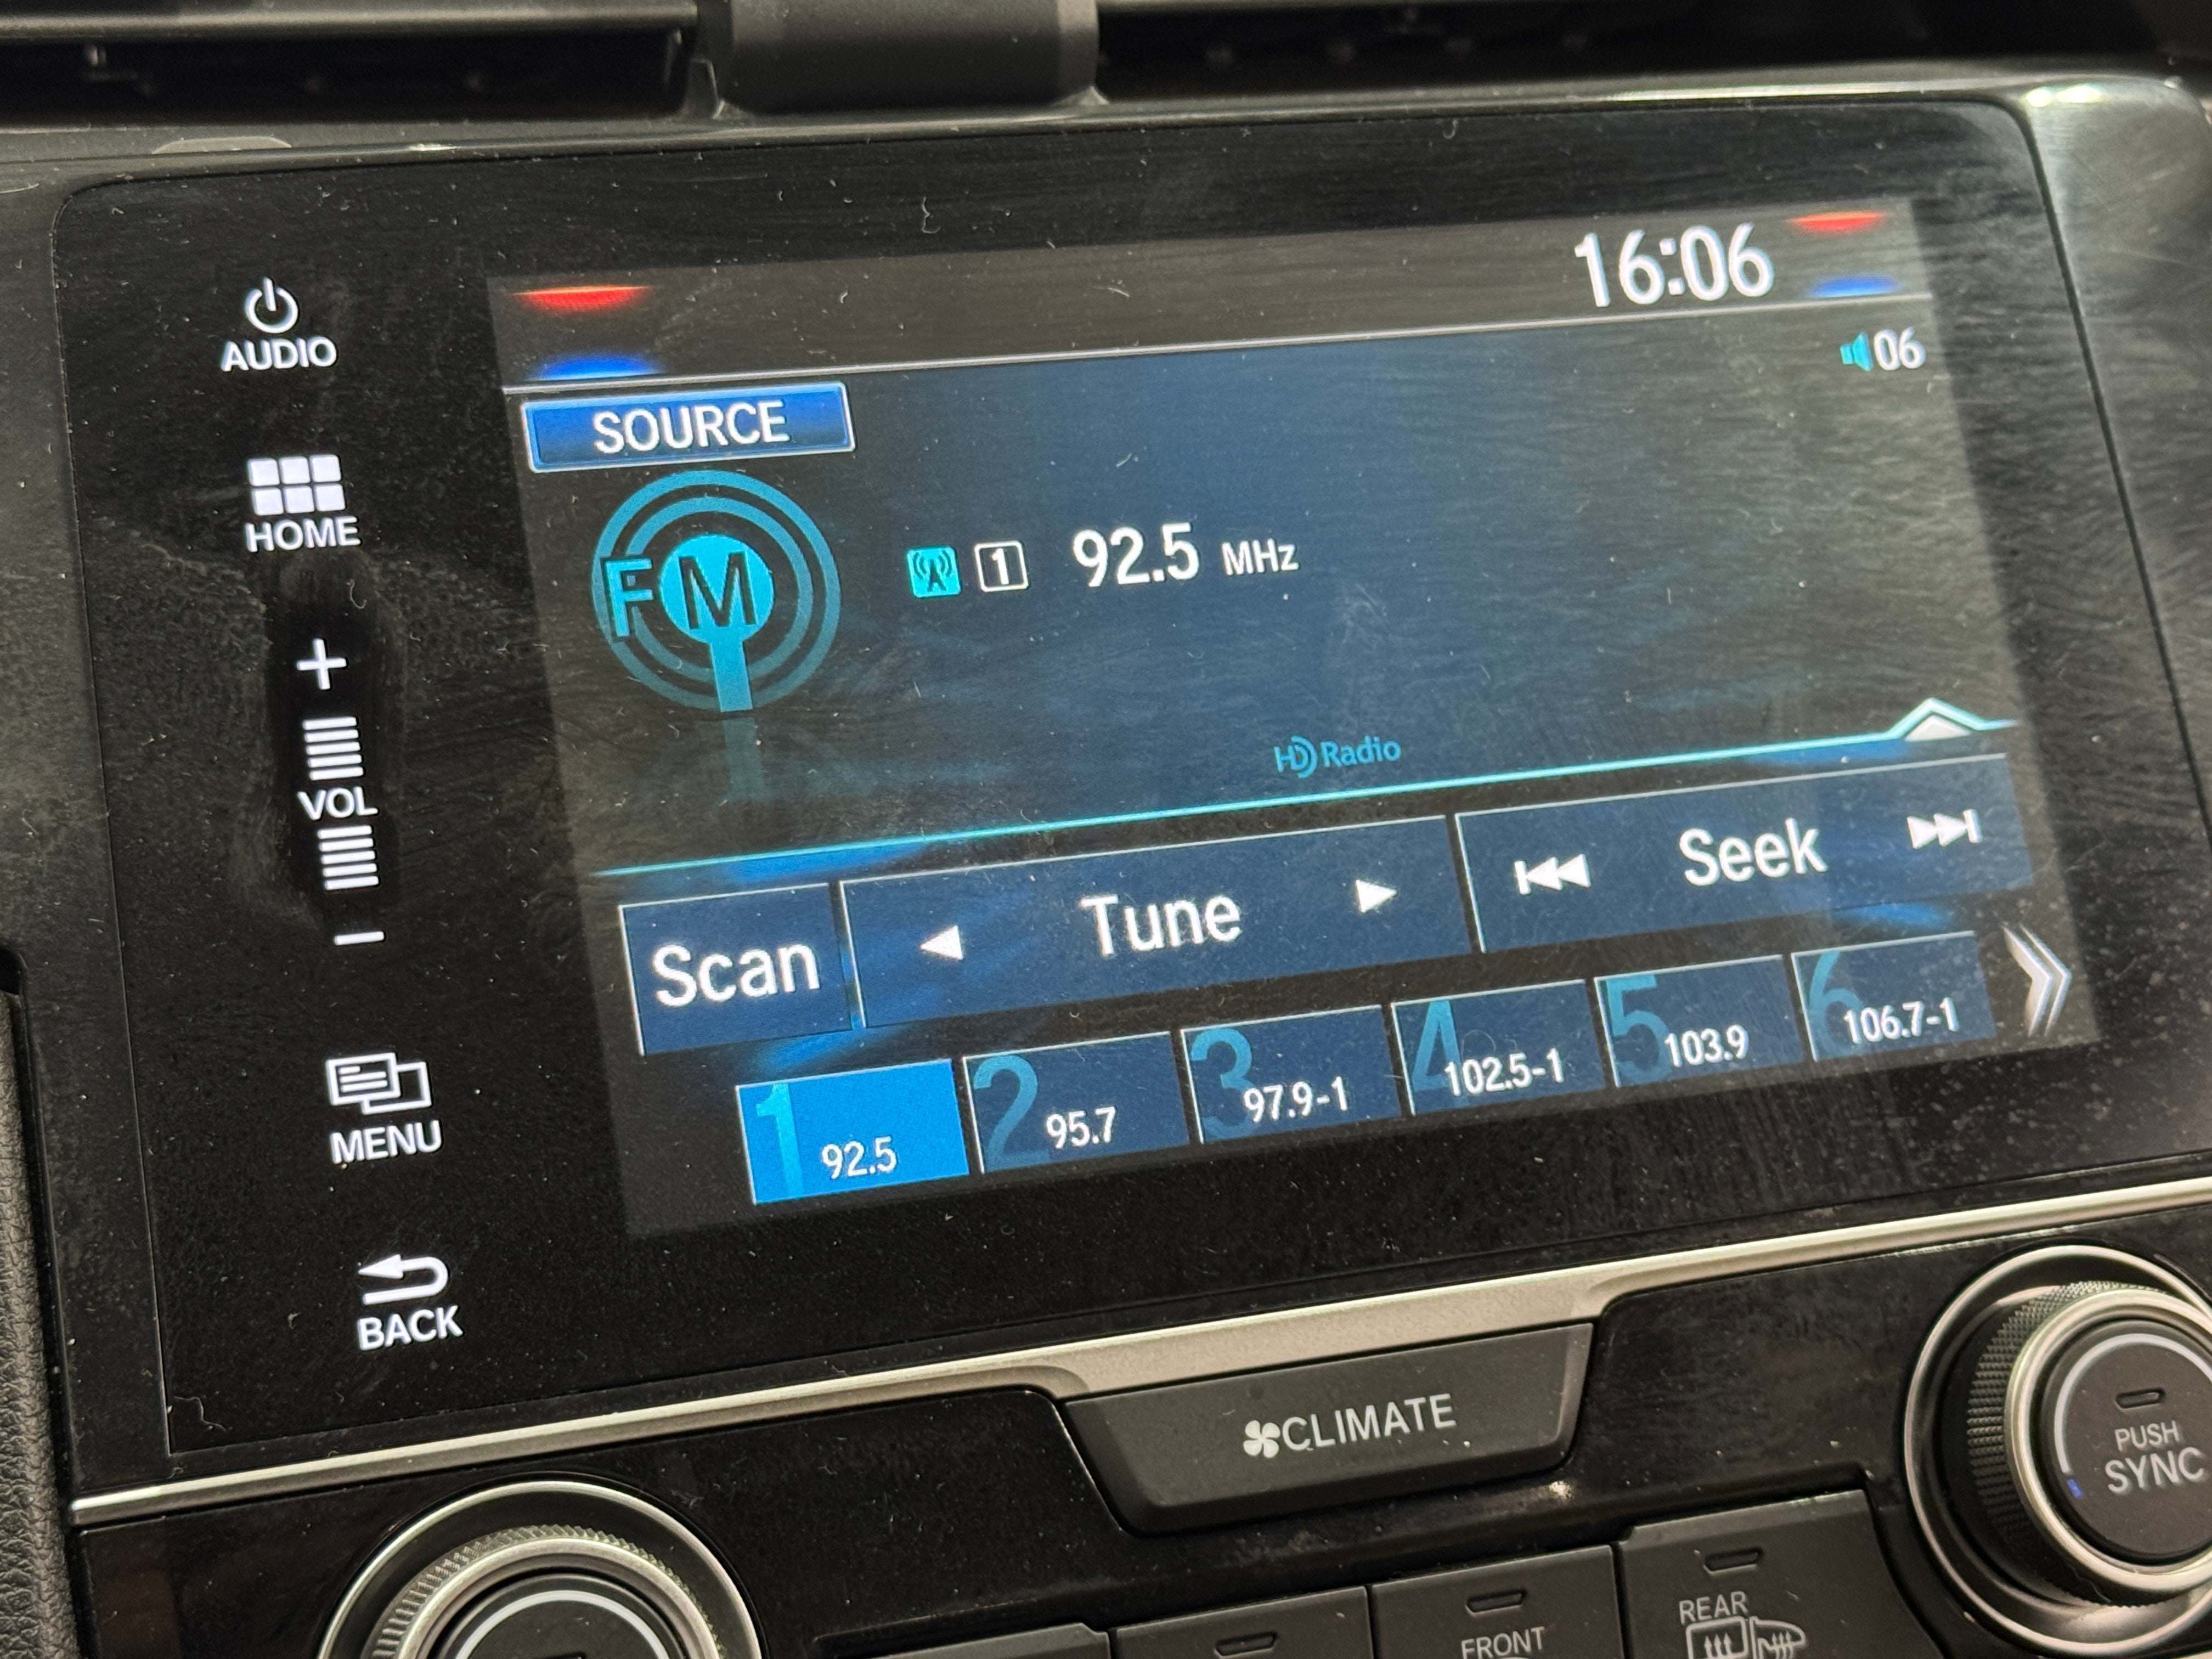 16:06
AUDIO
06
SOURCE
HOME
FM
1 92.5 MHz
+
VOL
−
HD Radio
Scan
Tune
Seek
1 92.5
2 95.7
3 97.9-1
4 102.5-1
5 103.9
6 106.7-1
MENU
BACK
CLIMATE
PUSH
SYNC
FRONT
REAR